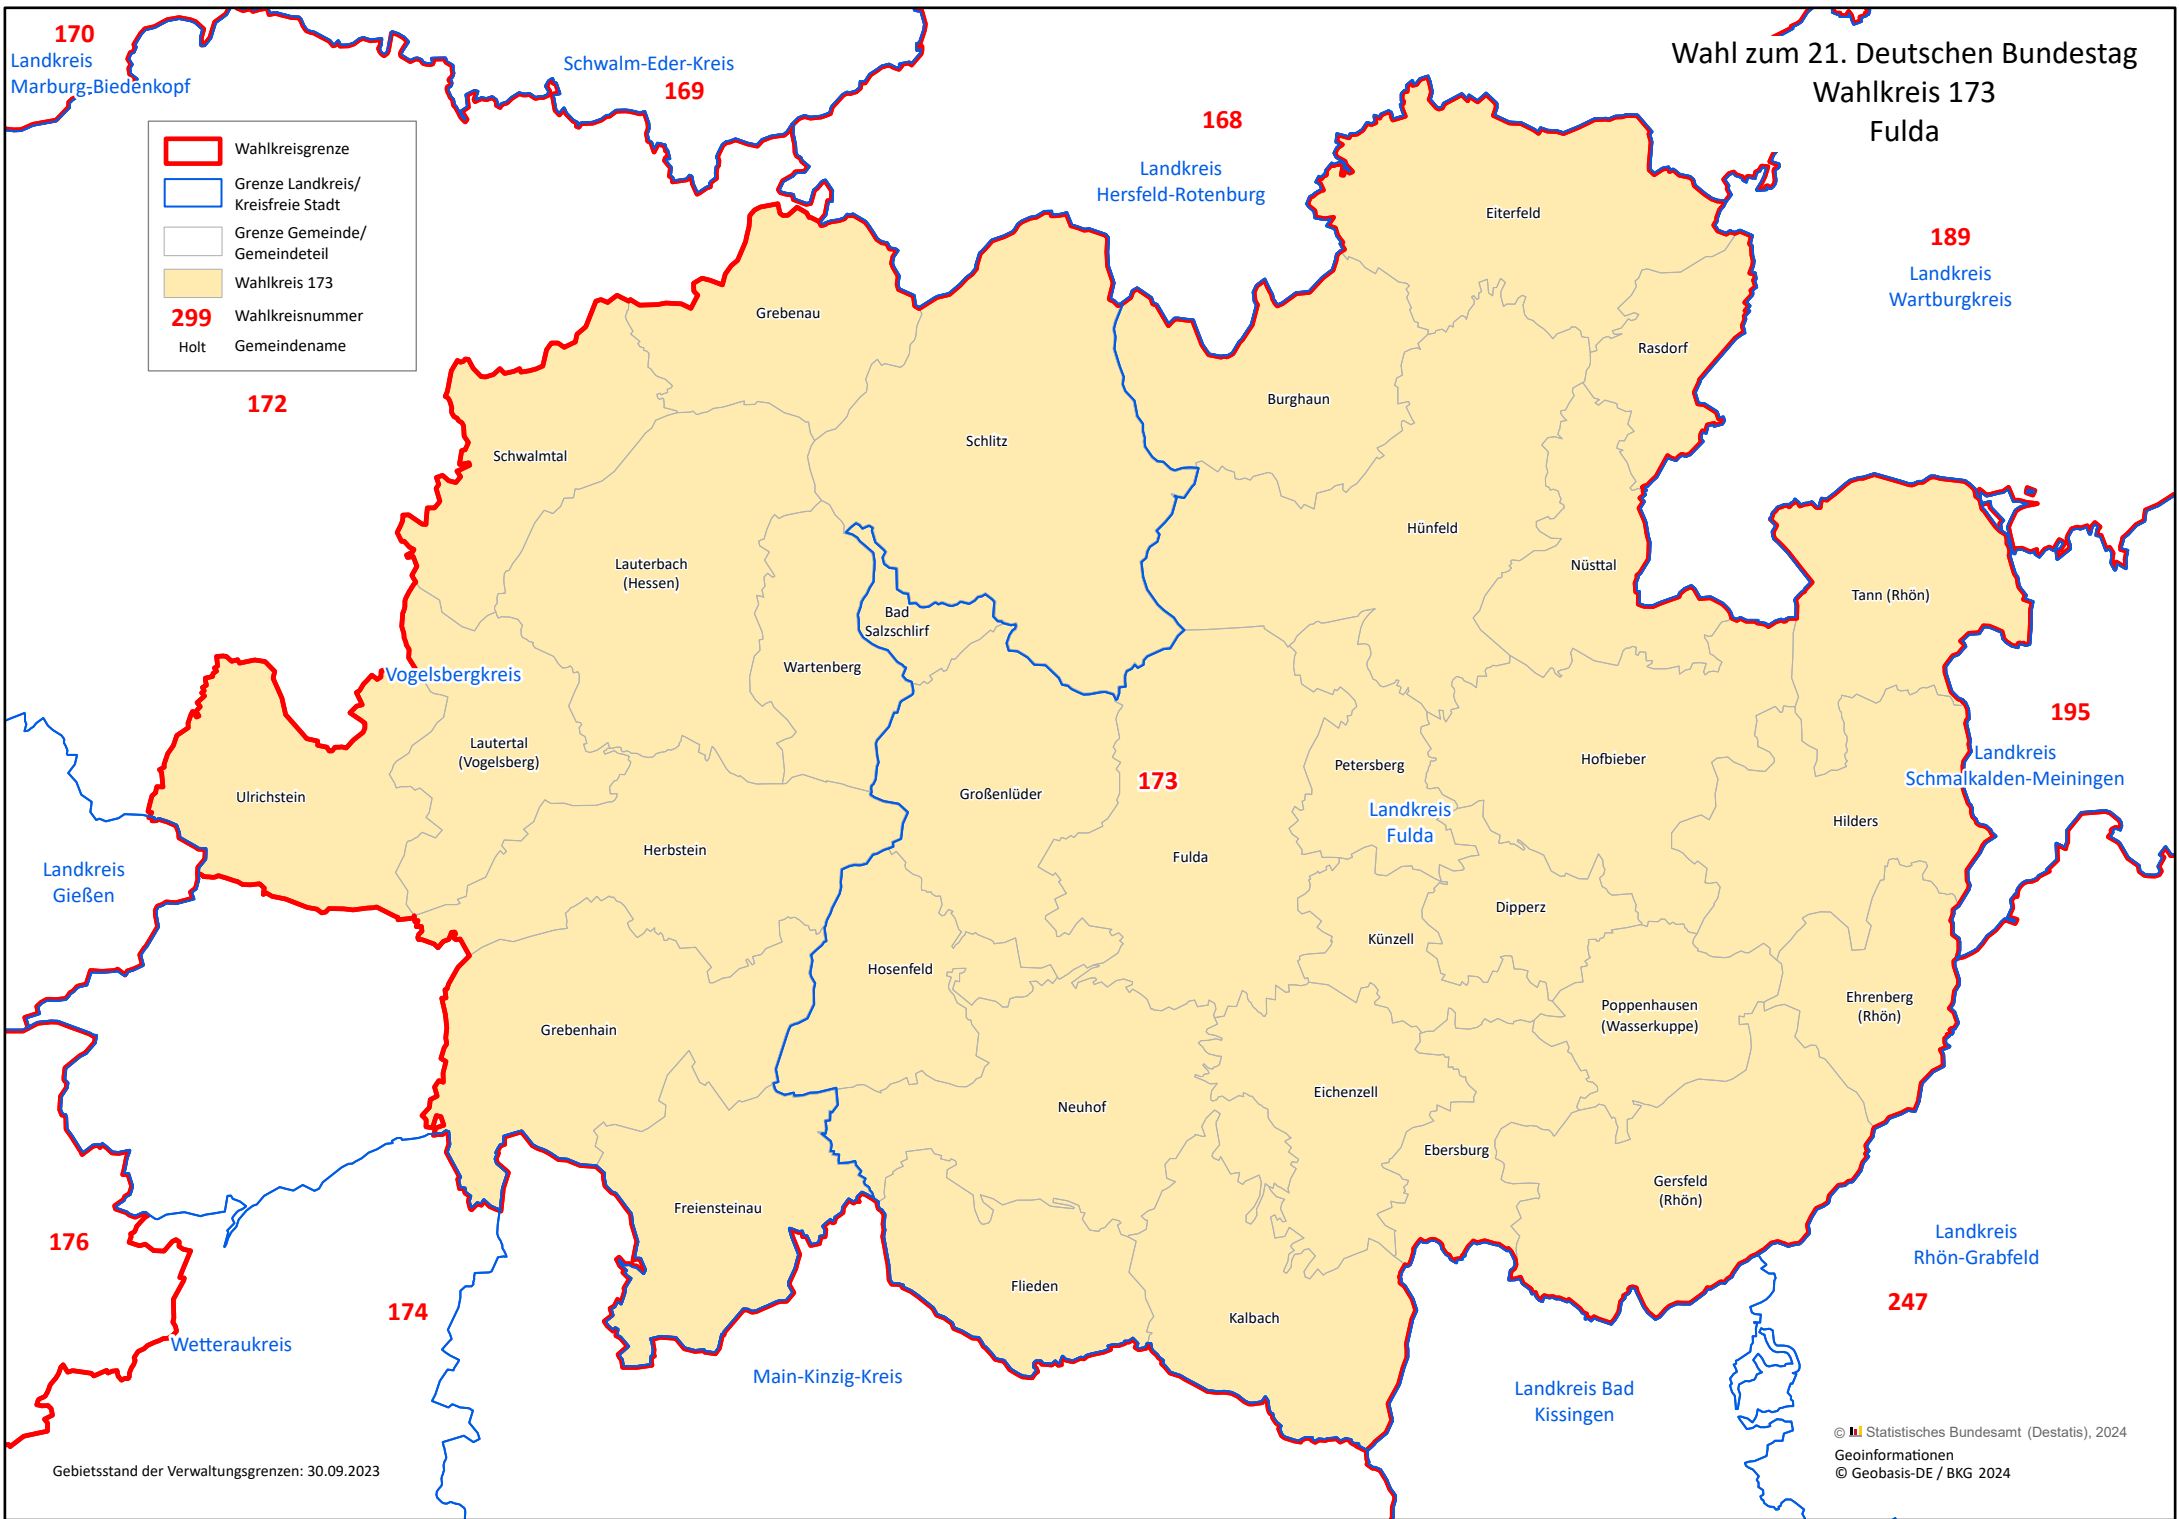 Wahl zum 21. Deutschen Bundestag
Wahlkreis 173
Fulda
170
Landkreis
Marburg-Biedenkopf
Schwalm-Eder-Kreis
169
168
Landkreis
Hersfeld-Rotenburg
189
Landkreis
Wartburgkreis
Wahlkreisgrenze
Grenze Landkreis/
Kreisfreie Stadt
Grenze Gemeinde/
Gemeindeteil
Wahlkreis 173
299 Wahlkreisnummer
Holt Gemeindename
172
Eiterfeld
Grebenau
Rasdorf
Burghaun
Schlitz
Schwalmtal
Hünfeld
Lauterbach
(Hessen)
Nüsttal
Tann (Rhön)
Bad
Salzschlirf
Wartenberg
Vogelsbergkreis
195
Landkreis
Schmalkalden-Meiningen
Lautertal
(Vogelsberg)
Ulrichstein
Großenlüder
173
Petersberg
Hofbieber
Landkreis
Fulda
Hilders
Herbstein
Fulda
Landkreis
Gießen
Dipperz
Künzell
Hosenfeld
Poppenhausen
(Wasserkuppe)
Ehrenberg
(Rhön)
Grebenhain
Neuhof
Eichenzell
Ebersburg
Gersfeld
(Rhön)
Freiensteinau
176
Landkreis
Rhön-Grabfeld
247
Flieden
Kalbach
174
Wetteraukreis
Main-Kinzig-Kreis
Landkreis Bad
Kissingen
Gebietsstand der Verwaltungsgrenzen: 30.09.2023
© Statistisches Bundesamt (Destatis), 2024
Geoinformationen
© Geobasis-DE / BKG 2024